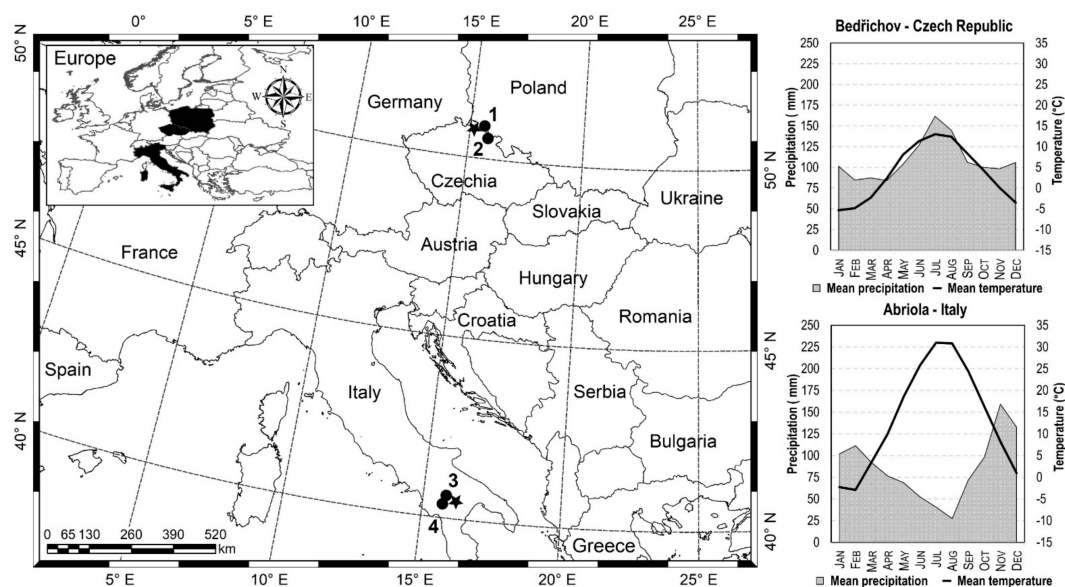 0°
5° E
10° E
15° E
20° E
25° E
50° N
45° N
40° N
Europe
N
W
E
S
Germany
Poland
1
2
Czechia
Ukraine
Slovakia
France
Austria
Hungary
Croatia
Romania
Spain
Italy
Serbia
Bulgaria
3
4
Greece
0 65 130 260 390 520
km
50° N
45° N
40° N
5° E
10° E
15° E
20° E
25° E
Bedřichov - Czech Republic
Precipitation (mm)
250
225
200
175
150
125
100
75
50
25
0
35
30
25
20
15
10
5
0
-5
-10
-15
Temperature (°C)
JAN FEB MAR APR MAY JUN JUL AUG SEP OCT NOV DEC
Mean precipitation Mean temperature
Abriola - Italy
Precipitation ( mm)
250
225
200
175
150
125
100
75
50
25
0
35
30
25
20
15
10
5
0
-5
-10
-15
Temperature (°C)
JAN FEB MAR APR MAY JUN JUL AUG SEP OCT NOV DEC
Mean precipitation Mean temperature